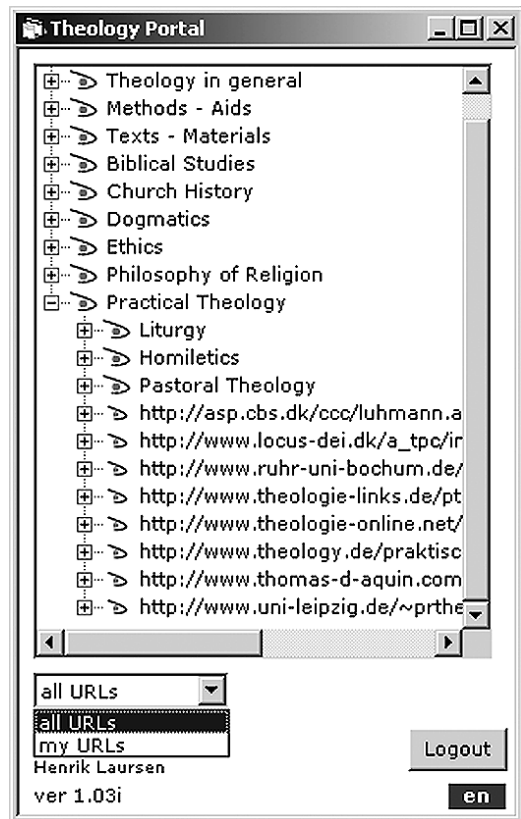 Theology Portal
Theology in general
Methods - Aids
Texts - Materials
Biblical Studies
Church History
Dogmatics
Ethics
Philosophy of Religion
Practical Theology
Liturgy
Homiletics
Pastoral Theology
http://asp.cbs.dk/ccc/luhmann.a
http://www.locus-dei.dk/a_tpc/ir
http://www.ruhr-uni-bochum.de/
http://www.theologie-links.de/pt
http://www.theologie-online.net/
http://www.theology.de/praktisc
http://www.thomas-d-aquin.com
http://www.uni-leipzig.de/~prthe
all URLs
all URLs
my URLs
Henrik Laursen
Logout
ver 1.03i
en